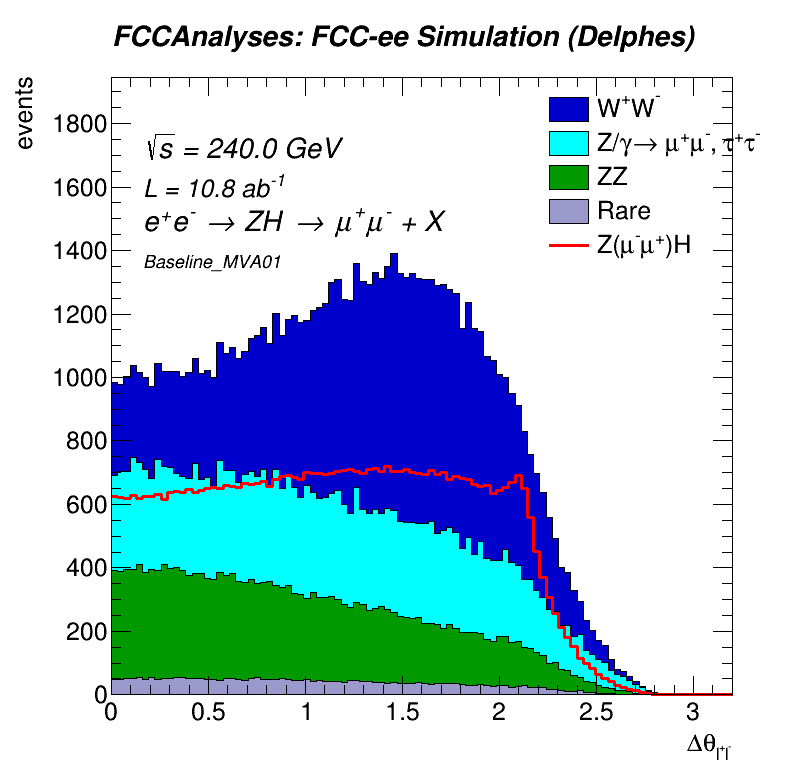 FCCAnalyses: FCC-ee Simulation (Delphes)
events
√s = 240.0 GeV
L = 10.8 ab⁻¹
e⁺e⁻ → ZH → μ⁺μ⁻ + X
Baseline_MVA01
W⁺W⁻
Z/γ→ μ⁺μ⁻, τ⁺τ⁻
ZZ
Rare
Z(μ⁻μ⁺)H
1800
1600
1400
1200
1000
800
600
400
200
0
0 0.5 1 1.5 2 2.5 3
Δθ_l⁺l⁻